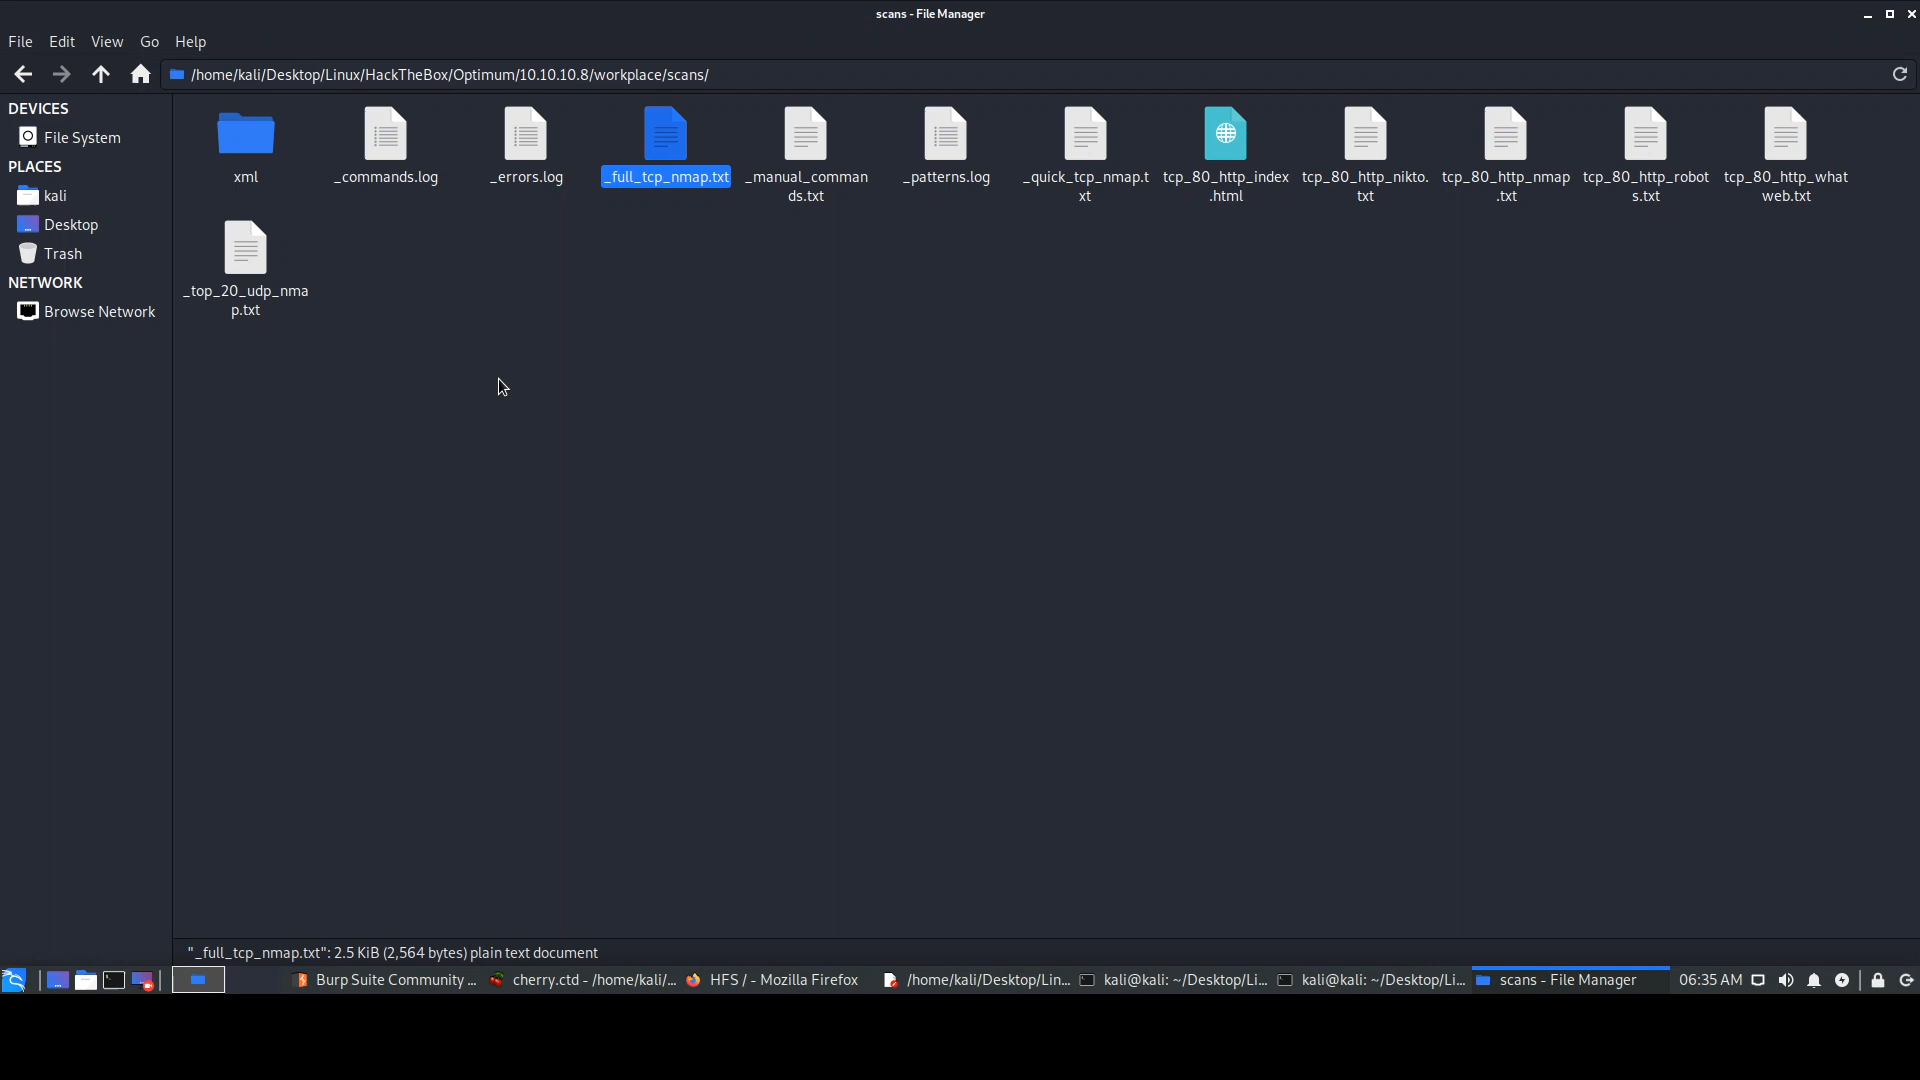 scans - File Manager
File Edit View Go Help
/home/kali/Desktop/Linux/HackTheBox/Optimum/10.10.10.8/workplace/scans/
DEVICES
File System
PLACES
kali
Desktop
Trash
NETWORK
Browse Network
xml
_commands.log
_errors.log
_full_tcp_nmap.txt
_manual_comman
ds.txt
_patterns.log
_quick_tcp_nmap.t
xt
tcp_80_http_index
.html
tcp_80_http_nikto.
txt
tcp_80_http_nmap
.txt
tcp_80_http_robot
s.txt
tcp_80_http_what
web.txt
_top_20_udp_nma
p.txt
"_full_tcp_nmap.txt": 2.5 KiB (2,564 bytes) plain text document
Burp Suite Community ...
cherry.ctd - /home/kali/...
HFS / - Mozilla Firefox
/home/kali/Desktop/Lin...
kali@kali: ~/Desktop/Li...
kali@kali: ~/Desktop/Li...
scans - File Manager
06:35 AM